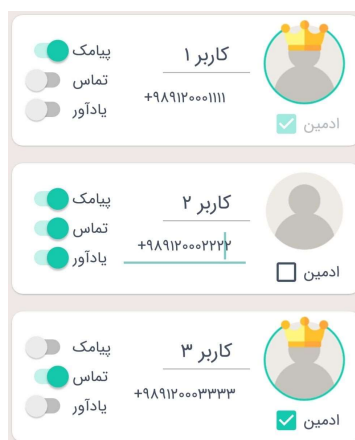 کاربر ۱
+۹۸۹۱۲۰۰۰۱۱۱۱
ادمین
پیامک
تماس
یادآور
کاربر ۲
+۹۸۹۱۲۰۰۰۲۲۲۲
ادمین
پیامک
تماس
یادآور
کاربر ۳
+۹۸۹۱۲۰۰۰۳۳۳۳
ادمین
پیامک
تماس
یادآور